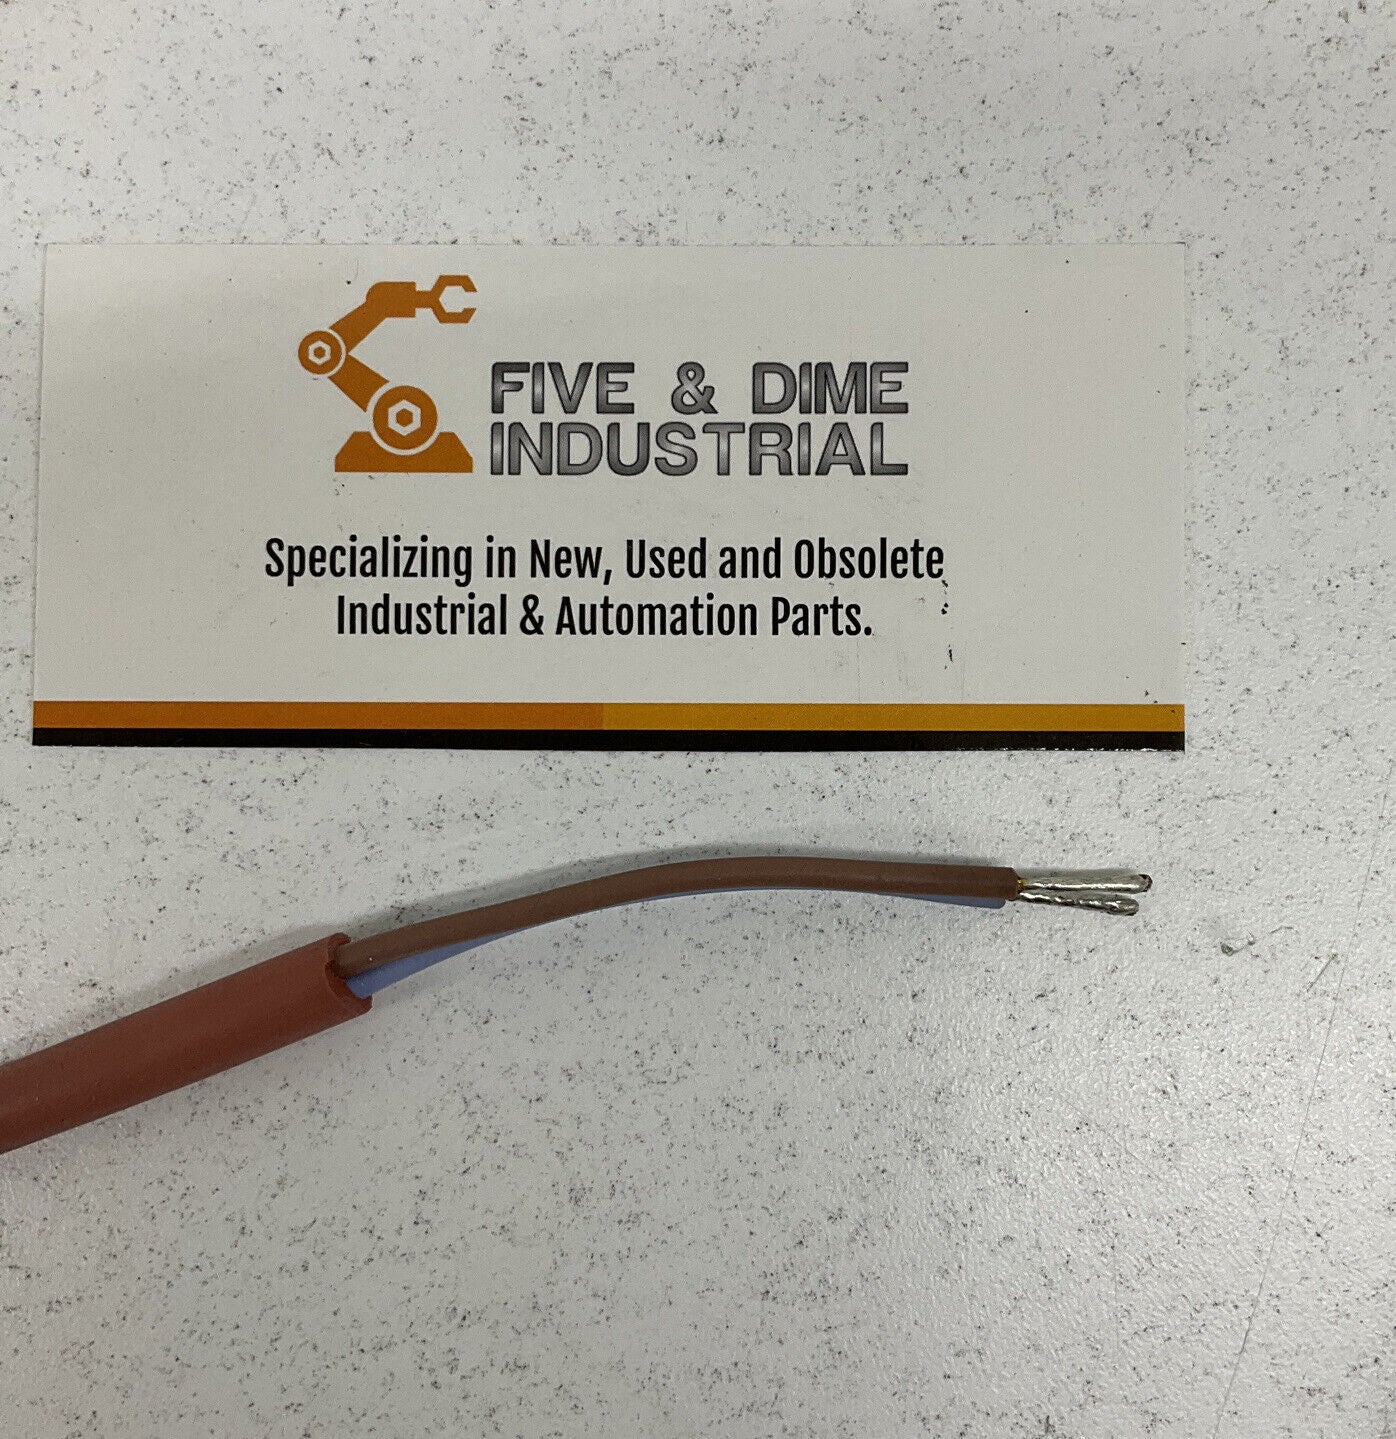 FIVE & DIME
INDUSTRIAL
Specializing in New, Used and Obsolete
Industrial & Automation Parts.